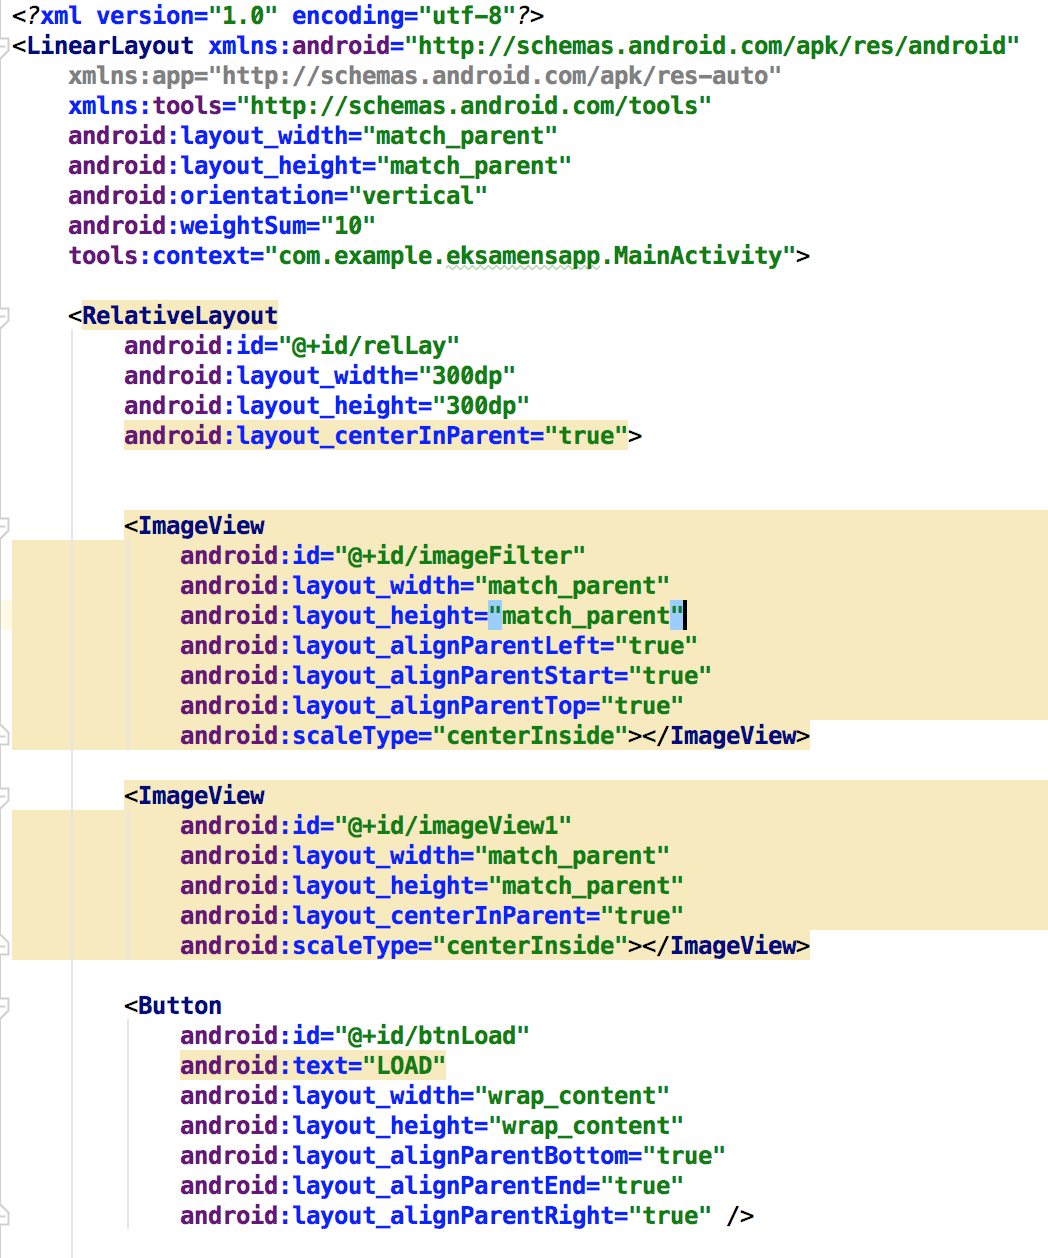 <?xml version="1.0" encoding="utf-8"?>
<LinearLayout xmlns:android="http://schemas.android.com/apk/res/android"
    xmlns:app="http://schemas.android.com/apk/res-auto"
    xmlns:tools="http://schemas.android.com/tools"
    android:layout_width="match_parent"
    android:layout_height="match_parent"
    android:orientation="vertical"
    android:weightSum="10"
    tools:context="com.example.eksamensapp.MainActivity">
    <RelativeLayout
        android:id="@+id/relLay"
        android:layout_width="300dp"
        android:layout_height="300dp"
        android:layout_centerInParent="true">
        <ImageView
            android:id="@+id/imageFilter"
            android:layout_width="match_parent"
            android:layout_height="match_parent"
            android:layout_alignParentLeft="true"
            android:layout_alignParentStart="true"
            android:layout_alignParentTop="true"
            android:scaleType="centerInside"></ImageView>
        <ImageView
            android:id="@+id/imageView1"
            android:layout_width="match_parent"
            android:layout_height="match_parent"
            android:layout_centerInParent="true"
            android:scaleType="centerInside"></ImageView>
        <Button
            android:id="@+id/btnLoad"
            android:text="LOAD"
            android:layout_width="wrap_content"
            android:layout_height="wrap_content"
            android:layout_alignParentBottom="true"
            android:layout_alignParentEnd="true"
            android:layout_alignParentRight="true" />